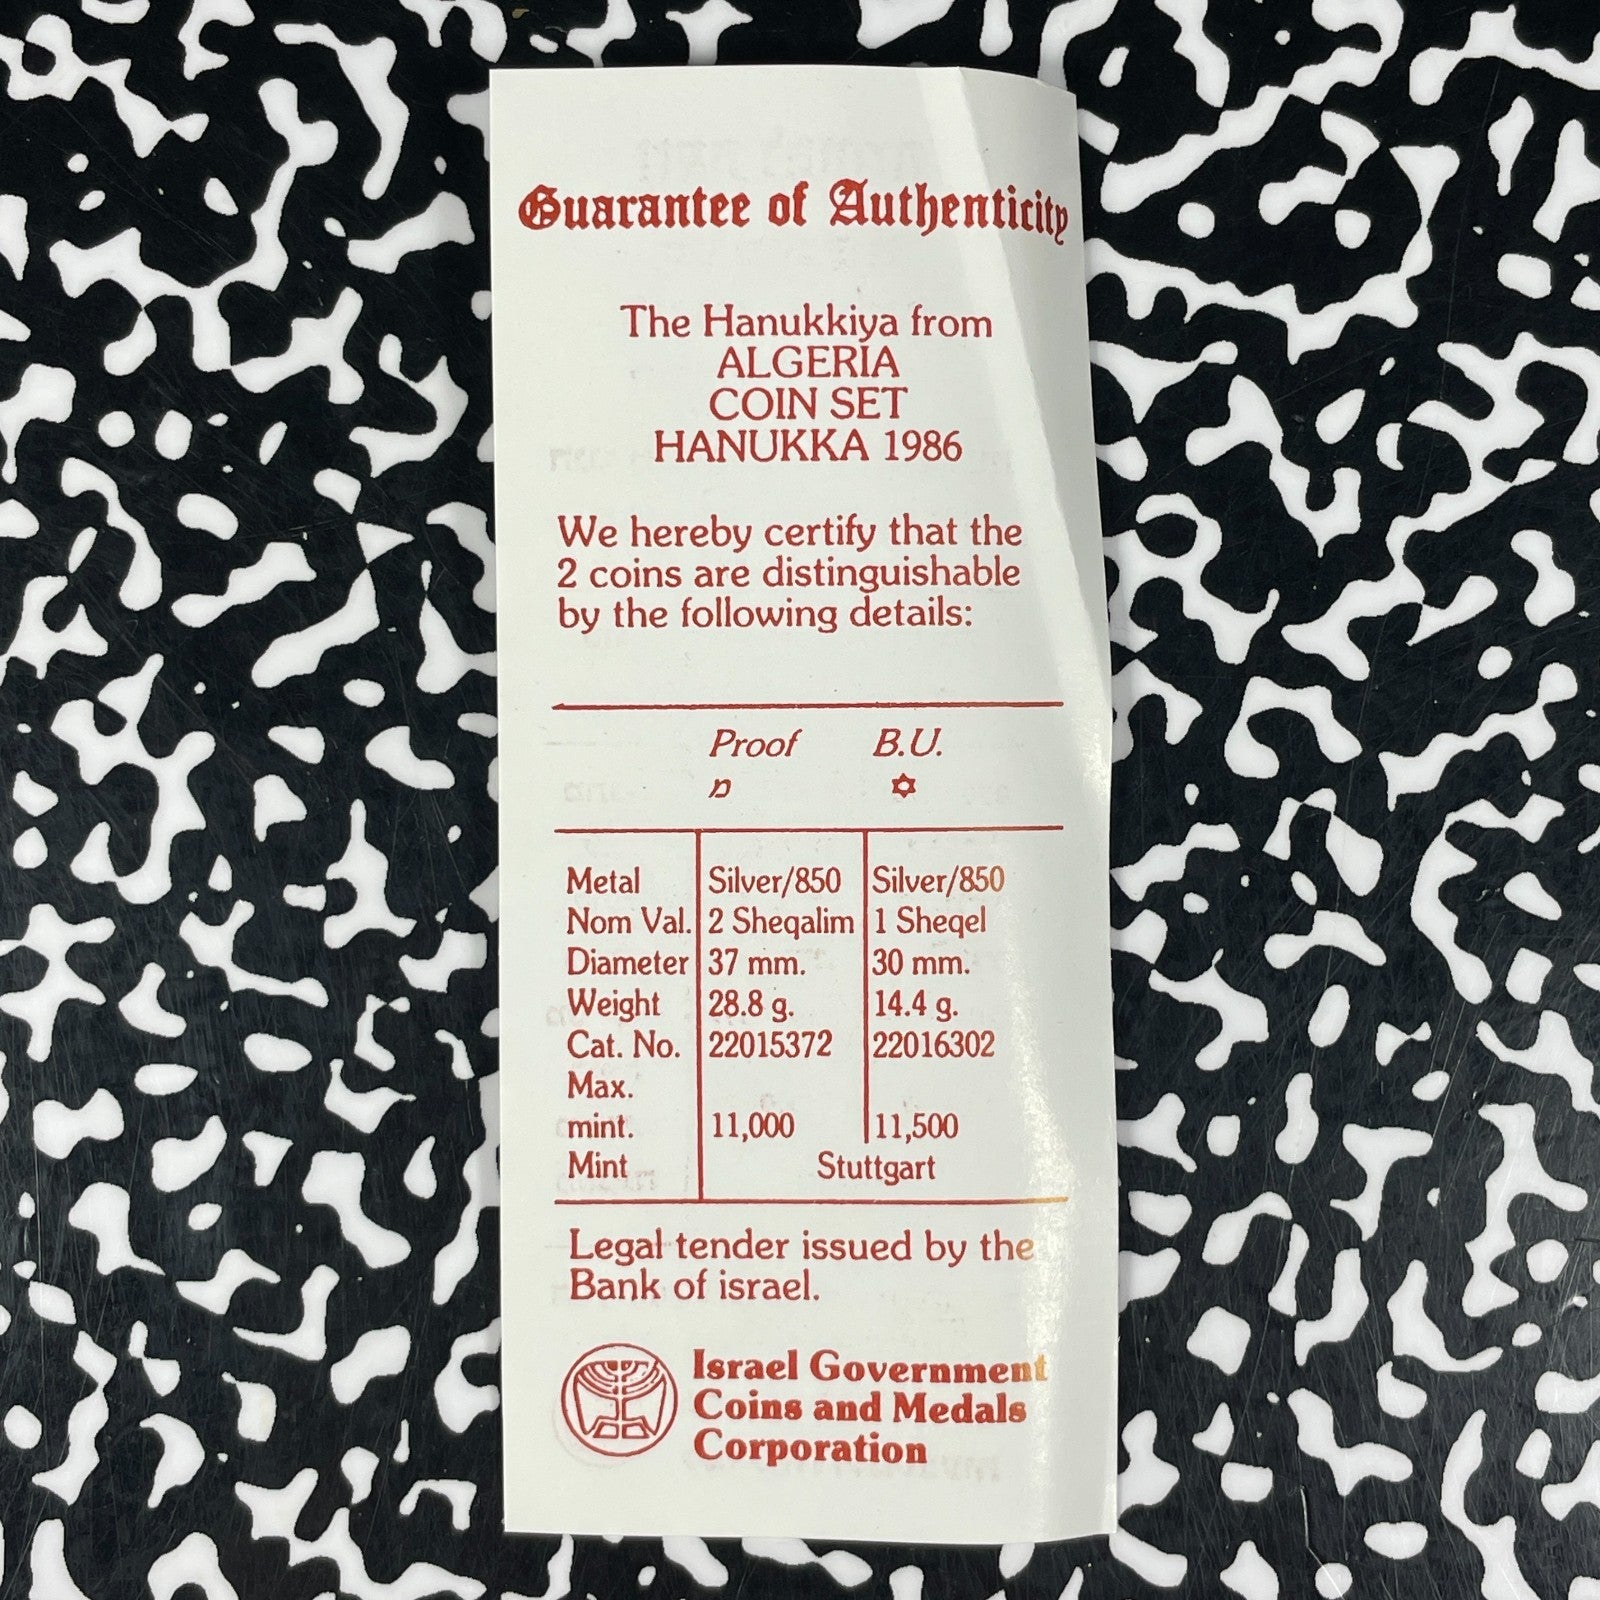 Guarantee of Authenticity
The Hanukkiya from
ALGERIA
COIN SET
HANUKKA 1986
We hereby certify that the
2 coins are distinguishable
by the following details:
Proof B.U.
מ ✡
Metal Silver/850 Silver/850
Nom Val. 2 Sheqalim 1 Sheqel
Diameter 37 mm. 30 mm.
Weight 28.8 g. 14.4 g.
Cat. No. 22015372 22016302
Max.
mint. 11,000 11,500
Mint Stuttgart
Legal tender issued by the
Bank of israel.
Israel Government
Coins and Medals
Corporation